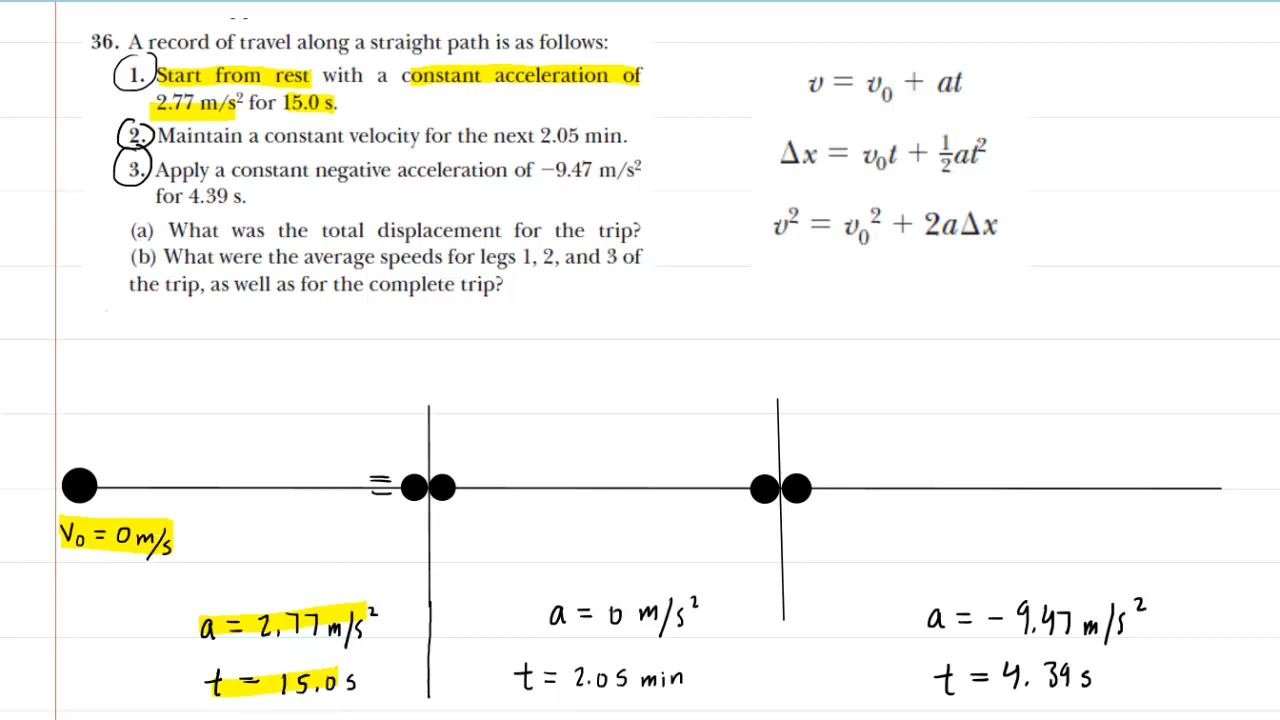 36. A record of travel along a straight path is as follows:
1. Start from rest with a constant acceleration of
2.77 m/s² for 15.0 s.
2. Maintain a constant velocity for the next 2.05 min.
3. Apply a constant negative acceleration of −9.47 m/s²
for 4.39 s.
(a) What was the total displacement for the trip?
(b) What were the average speeds for legs 1, 2, and 3 of
the trip, as well as for the complete trip?
v = v₀ + at
Δx = v₀t + ½at²
v² = v₀² + 2aΔx
V₀ = 0 m/s
a = 2.77 m/s²
t = 15.0 s
a = 0 m/s²
t = 2.05 min
a = - 9.47 m/s²
t = 4.39 s